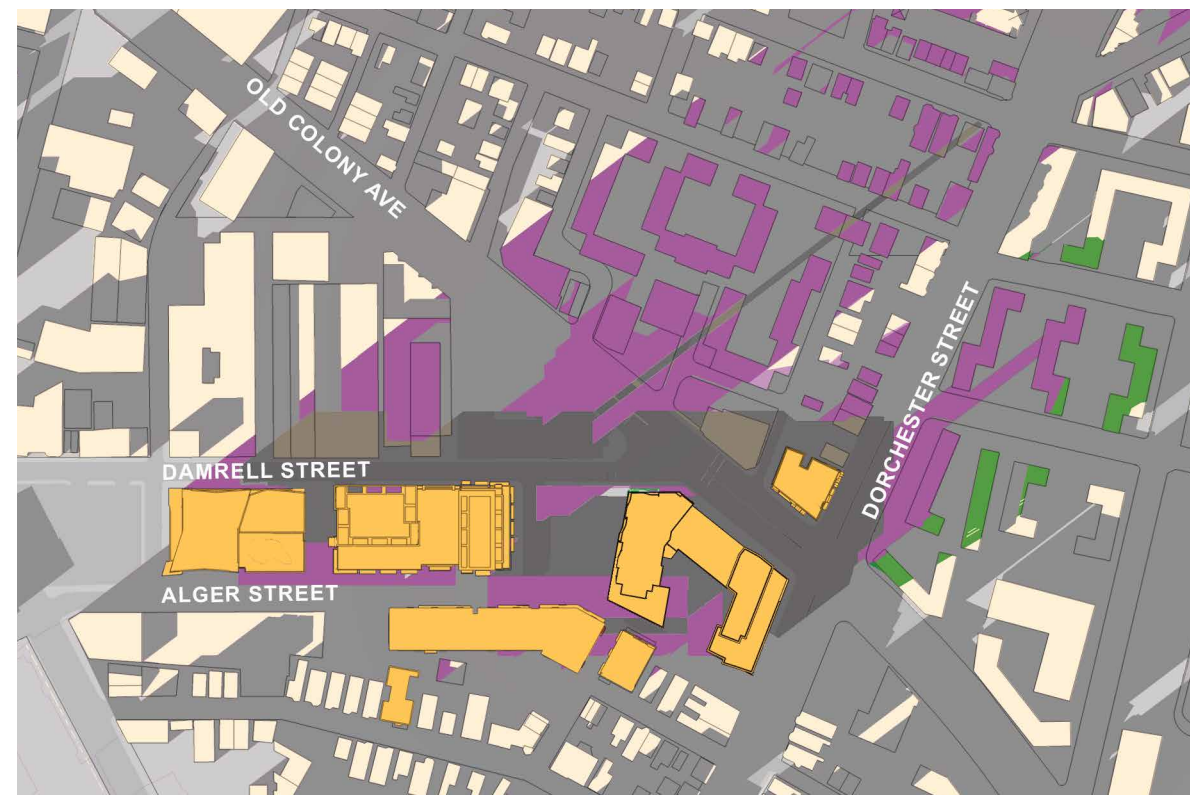 OLD COLONY AVE
DORCHESTER STREET
DAMRELL STREET
ALGER STREET